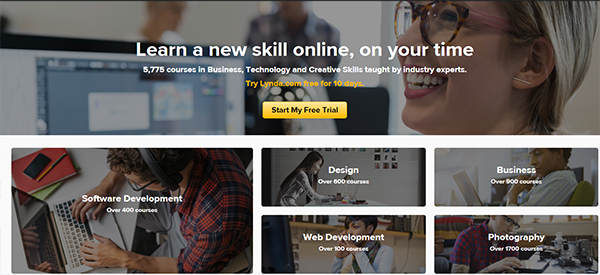 Learn a new skill online, on your time
5,775 courses in Business, Technology and Creative Skills taught by industry experts.
Try Lynda.com free for 10 days.
Start My Free Trial
Software Development
Over 400 courses
Design
Over 600 courses
Business
Over 900 courses
Web Development
Over 100 courses
Photography
Over 1700 courses